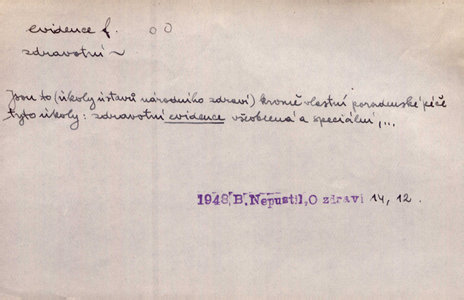 evidence f.
zdravotní ~
Jsou to (úkoly ústavů národního zdraví) kromě vlastní poradenské péče
tyto úkoly: zdravotní evidence všeobecná a speciální,...
1948, B. Nepustil, O zdraví 14, 12.